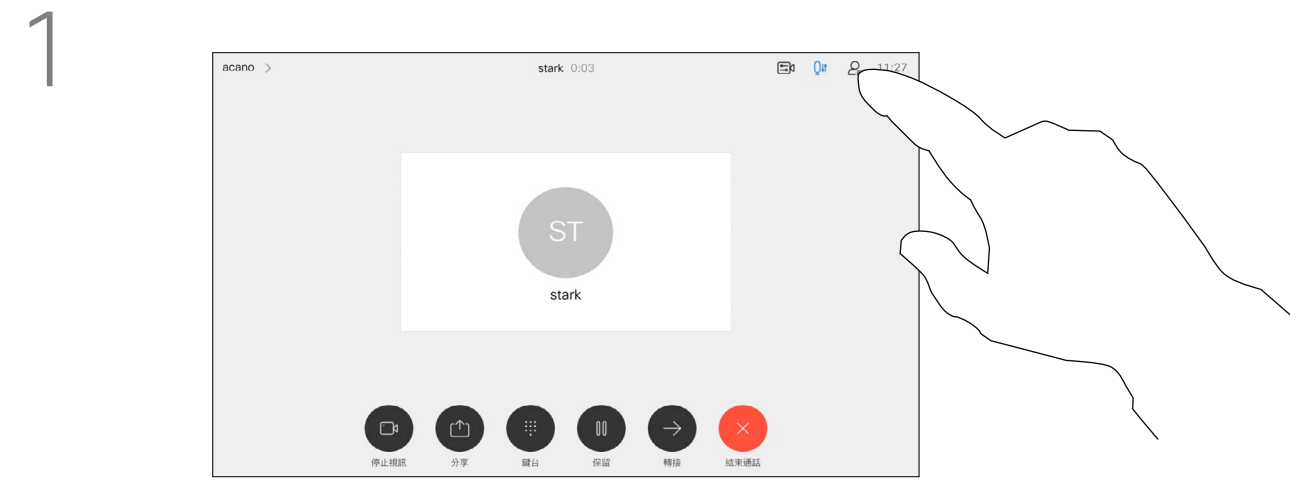 1
acano >
stark 0:03
11:27
ST
stark
停止視訊
分享
鍵台
保留
轉接
結束通話